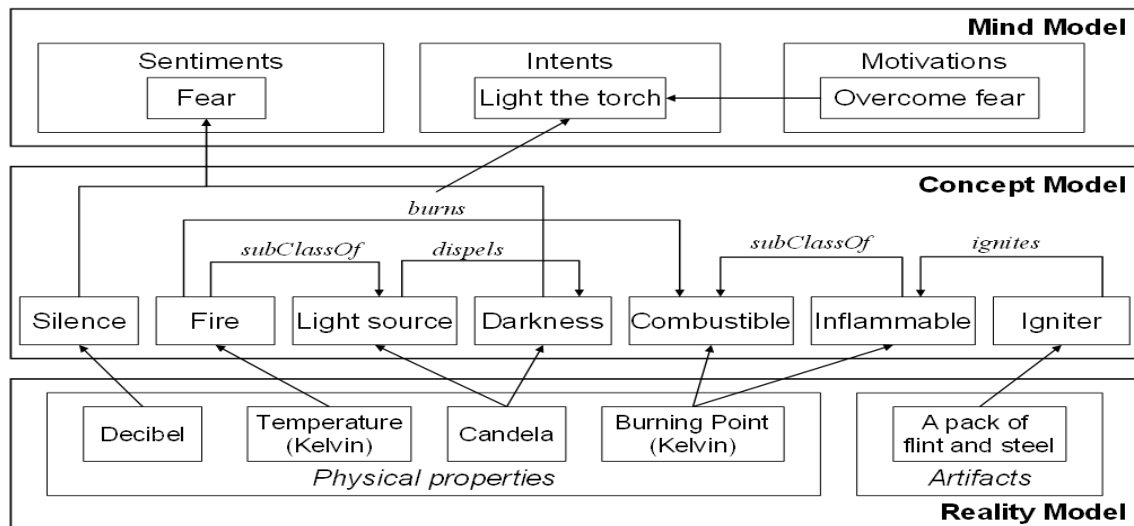 Mind Model
Sentiments
Intents
Motivations
Fear
Light the torch
Overcome fear
Concept Model
burns
subClassOf
dispels
subClassOf
ignites
Silence
Fire
Light source
Darkness
Combustible
Inflammable
Igniter
Decibel
Temperature
(Kelvin)
Candela
Burning Point
(Kelvin)
A pack of
flint and steel
Physical properties
Artifacts
Reality Model